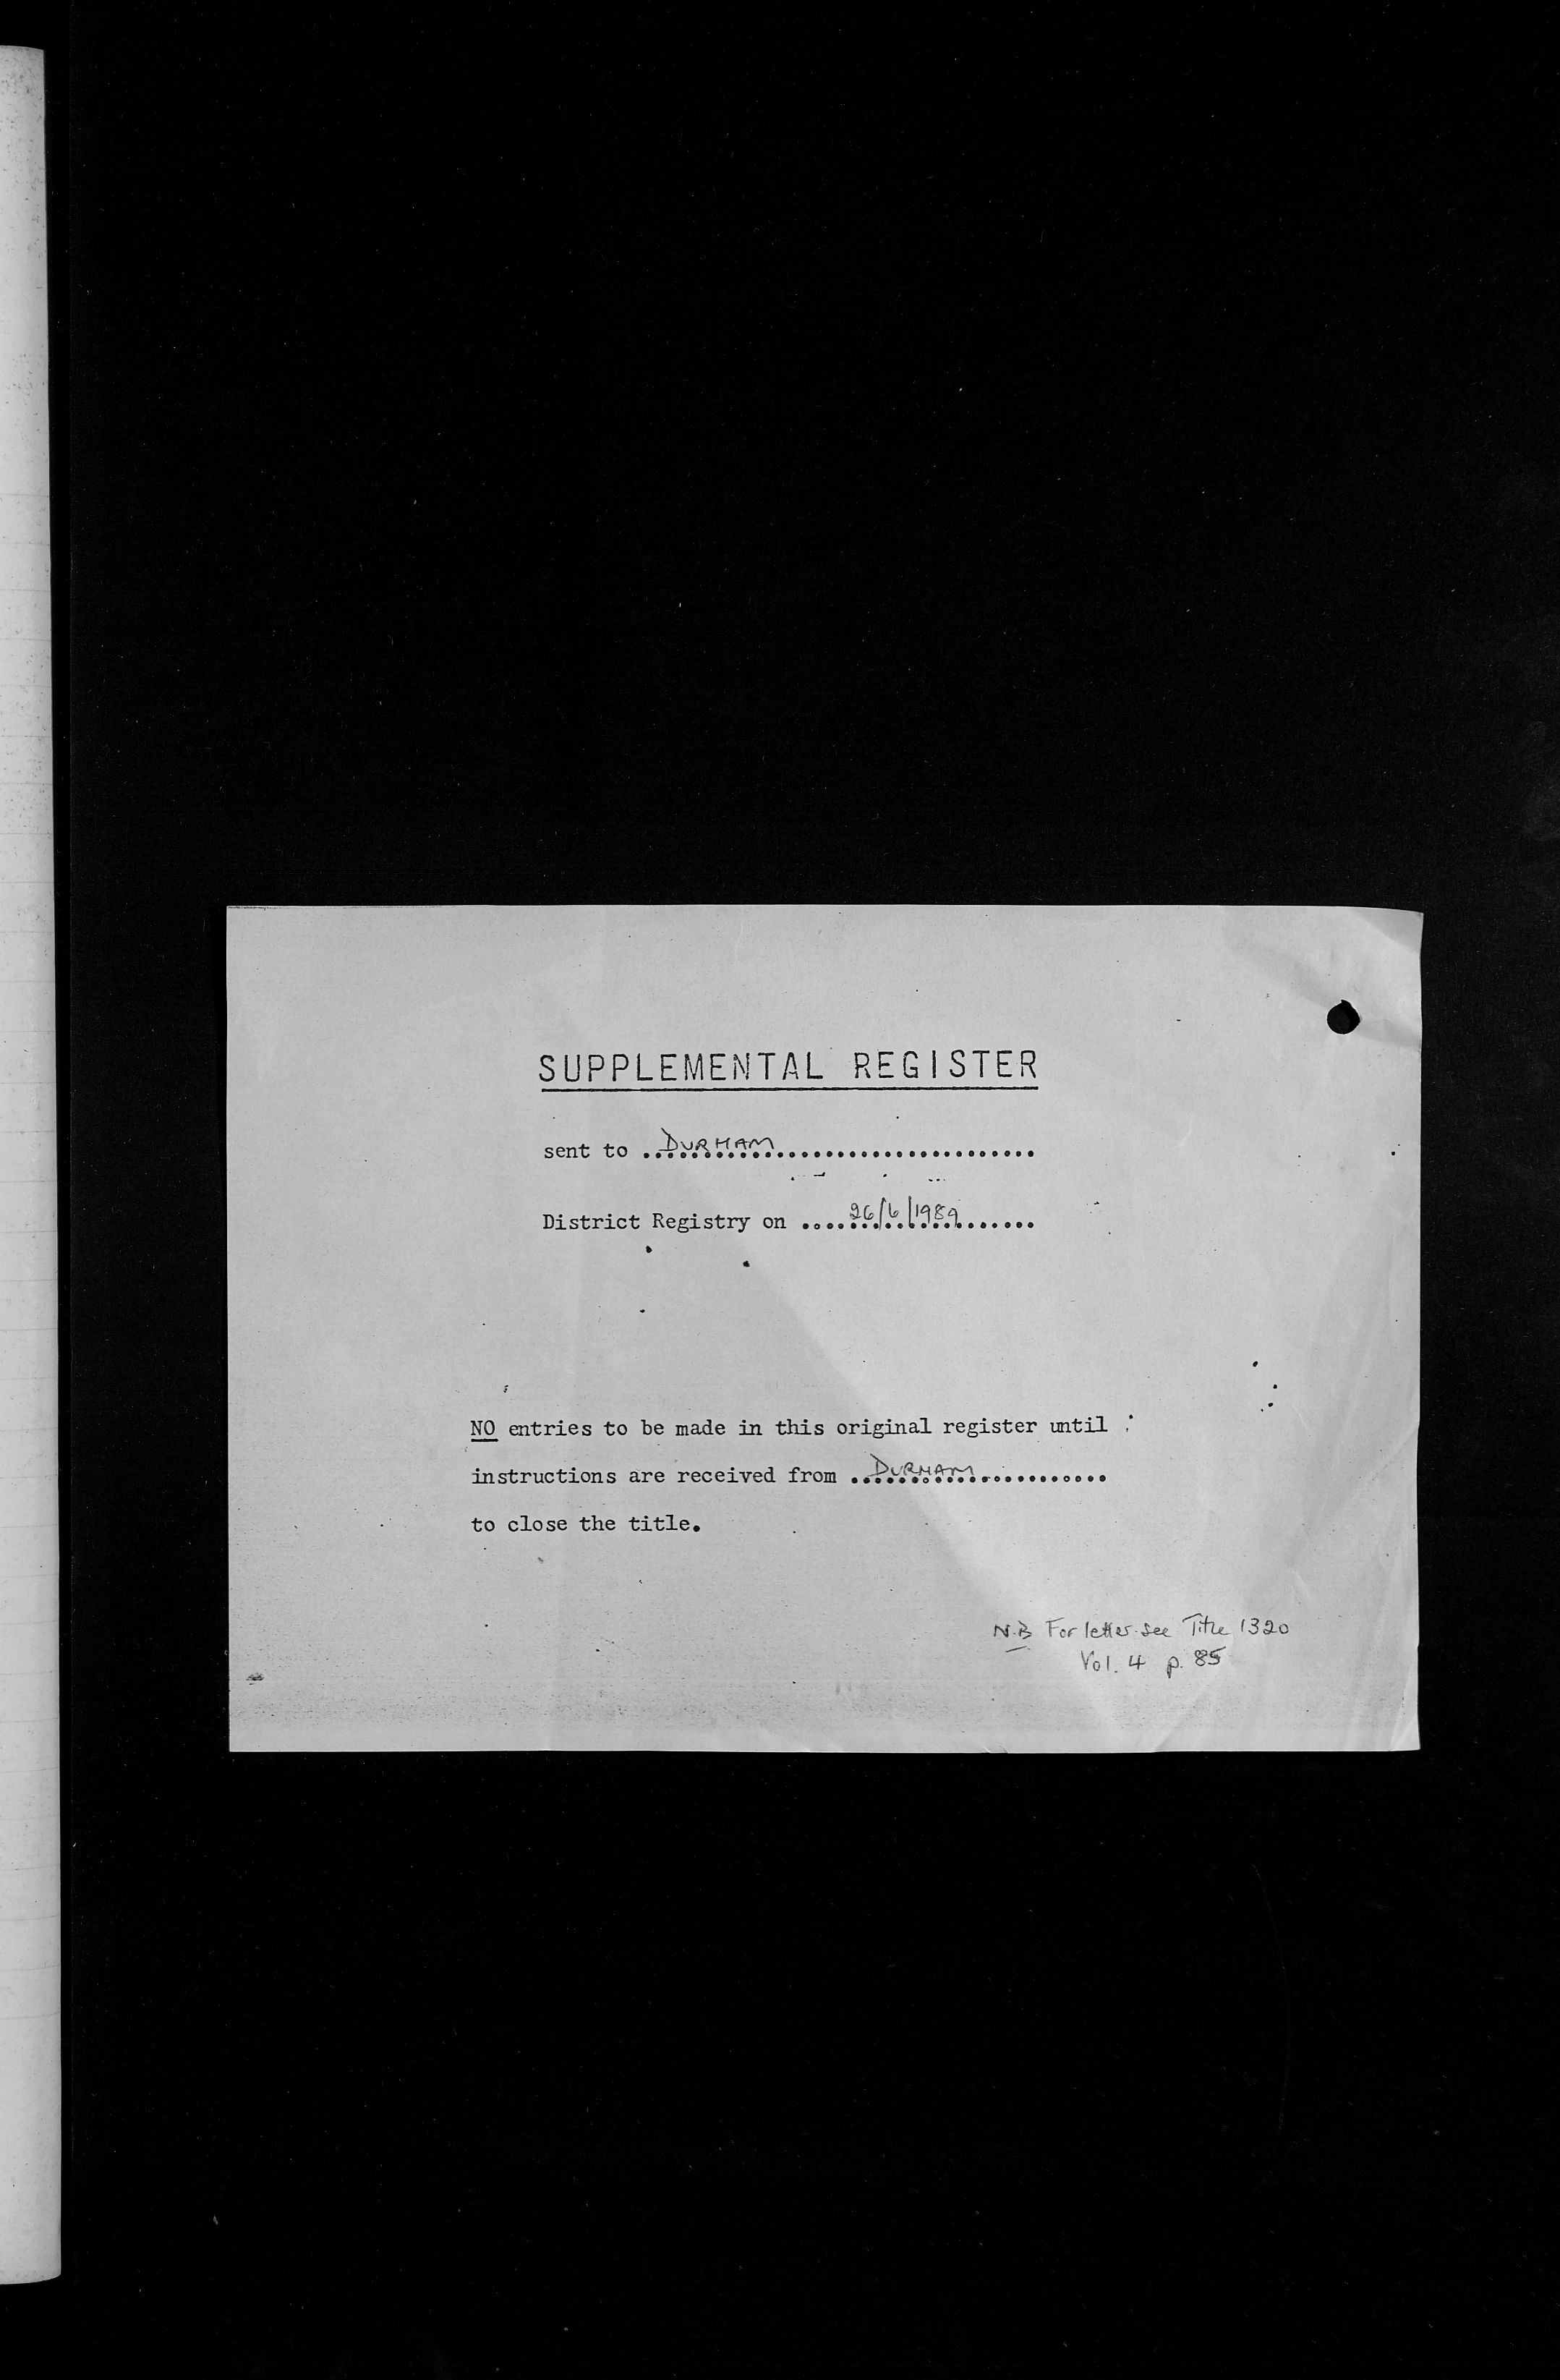 SUPPLEMENTAL REGISTER
sent to ..DURHAM..............................
District Registry on ....26/6/1989............
NO entries to be made in this original register until
instructions are received from ..DURHAM..............
to close the title.
N.B For letter see Title 1320
Vol. 4 p. 85